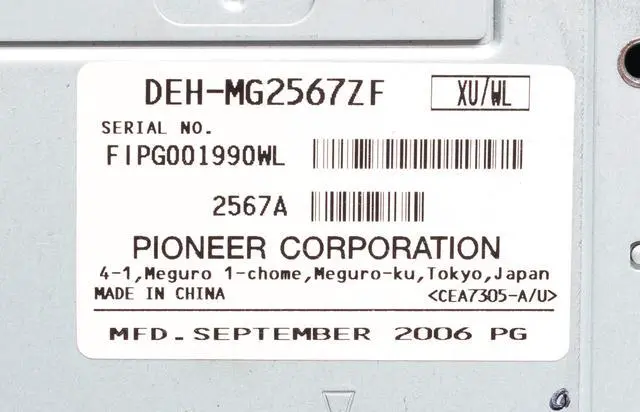 DEH-MG2567ZF XU/WL
SERIAL NO.
FIPG001990WL
2567A
PIONEER CORPORATION
4-1,Meguro 1-chome,Meguro-ku,Tokyo,Japan
MADE IN CHINA <CEA7305-A/U>
MFD.SEPTEMBER 2006 PG